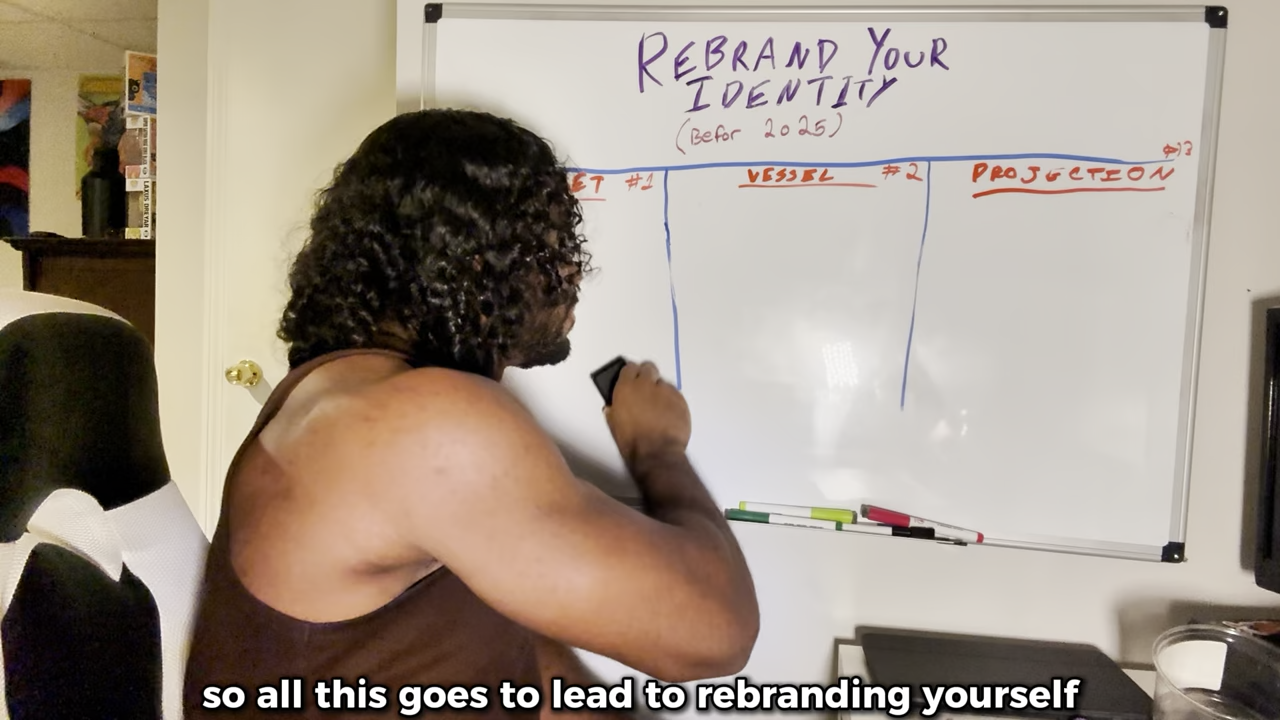 REBRAND YOUR
IDENTITY
(Befor 2025)
ET #1
VESSEL #2
PROJECTION
#3
so all this goes to lead to rebranding yourself